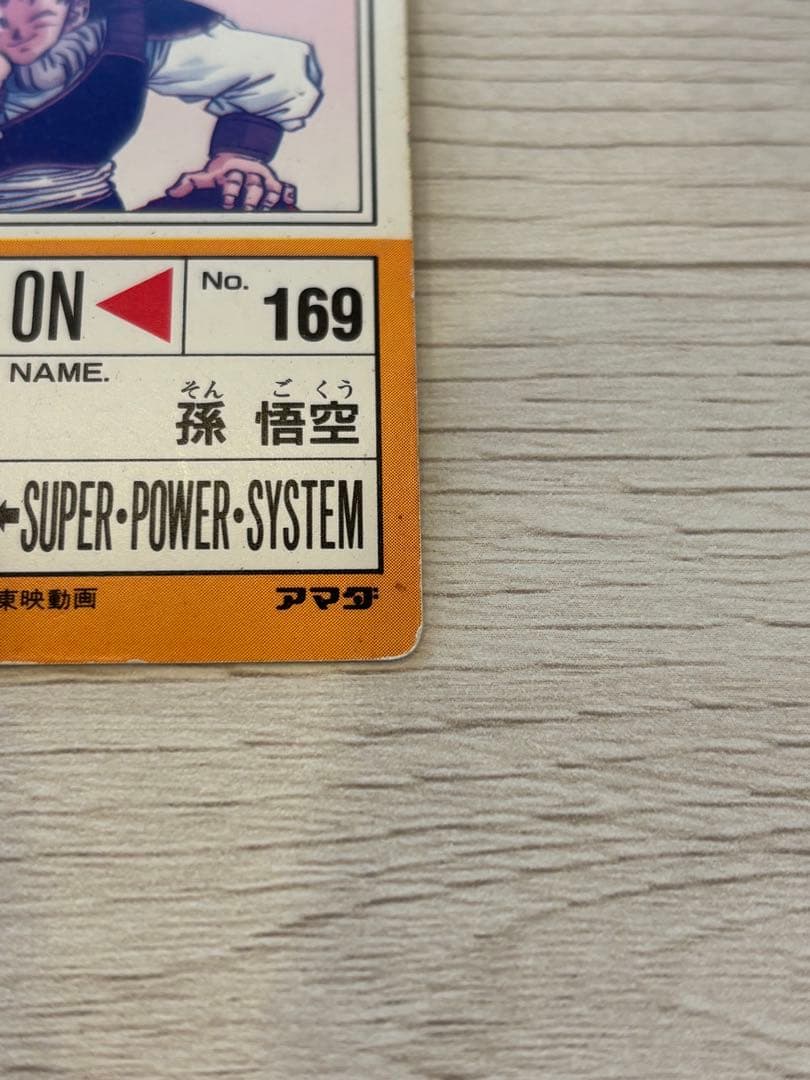 ON
No. 169
NAME.
そん ご くう
孫 悟空
SUPER・POWER・SYSTEM
東映動画 アマダ